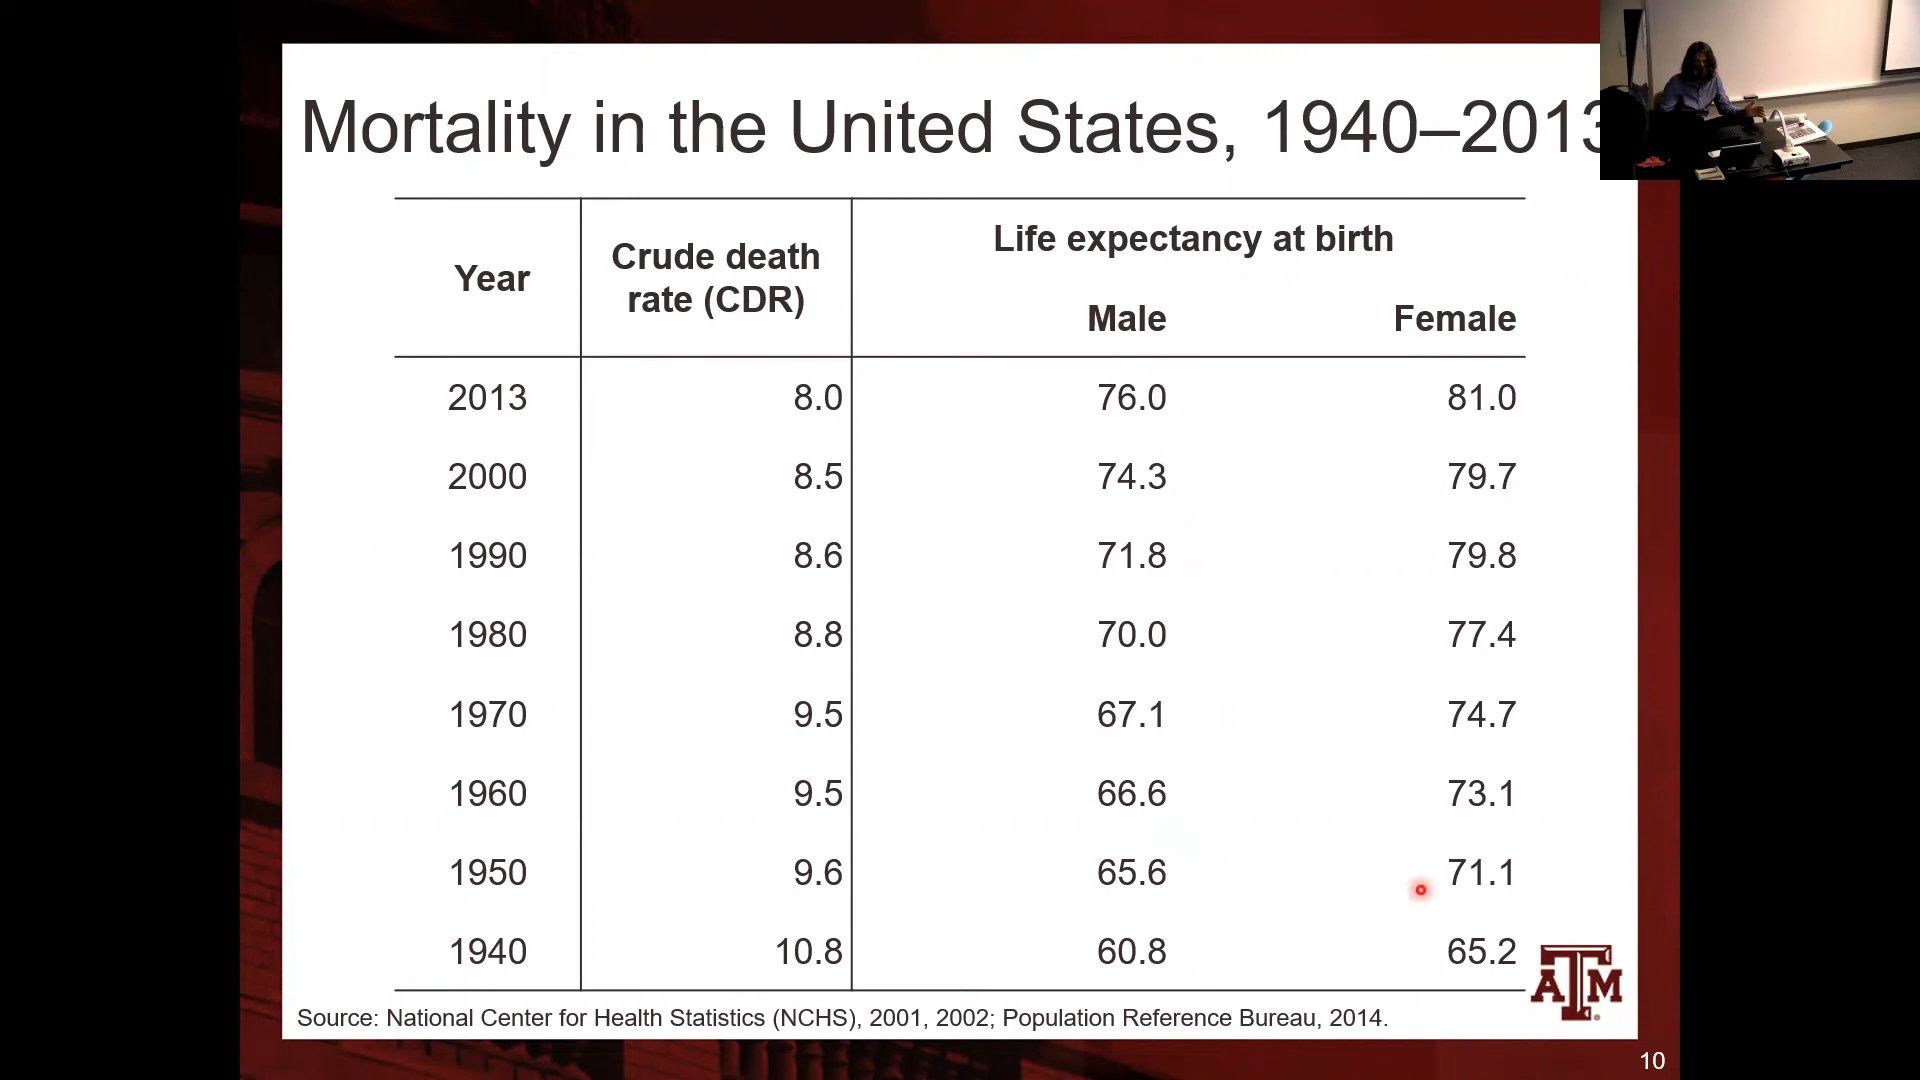 Mortality in the United States, 1940–2013
Year
Crude death
rate (CDR)
Life expectancy at birth
Male Female
2013 8.0 76.0 81.0
2000 8.5 74.3 79.7
1990 8.6 71.8 79.8
1980 8.8 70.0 77.4
1970 9.5 67.1 74.7
1960 9.5 66.6 73.1
1950 9.6 65.6 71.1
1940 10.8 60.8 65.2
ATM
Source: National Center for Health Statistics (NCHS), 2001, 2002; Population Reference Bureau, 2014.
10